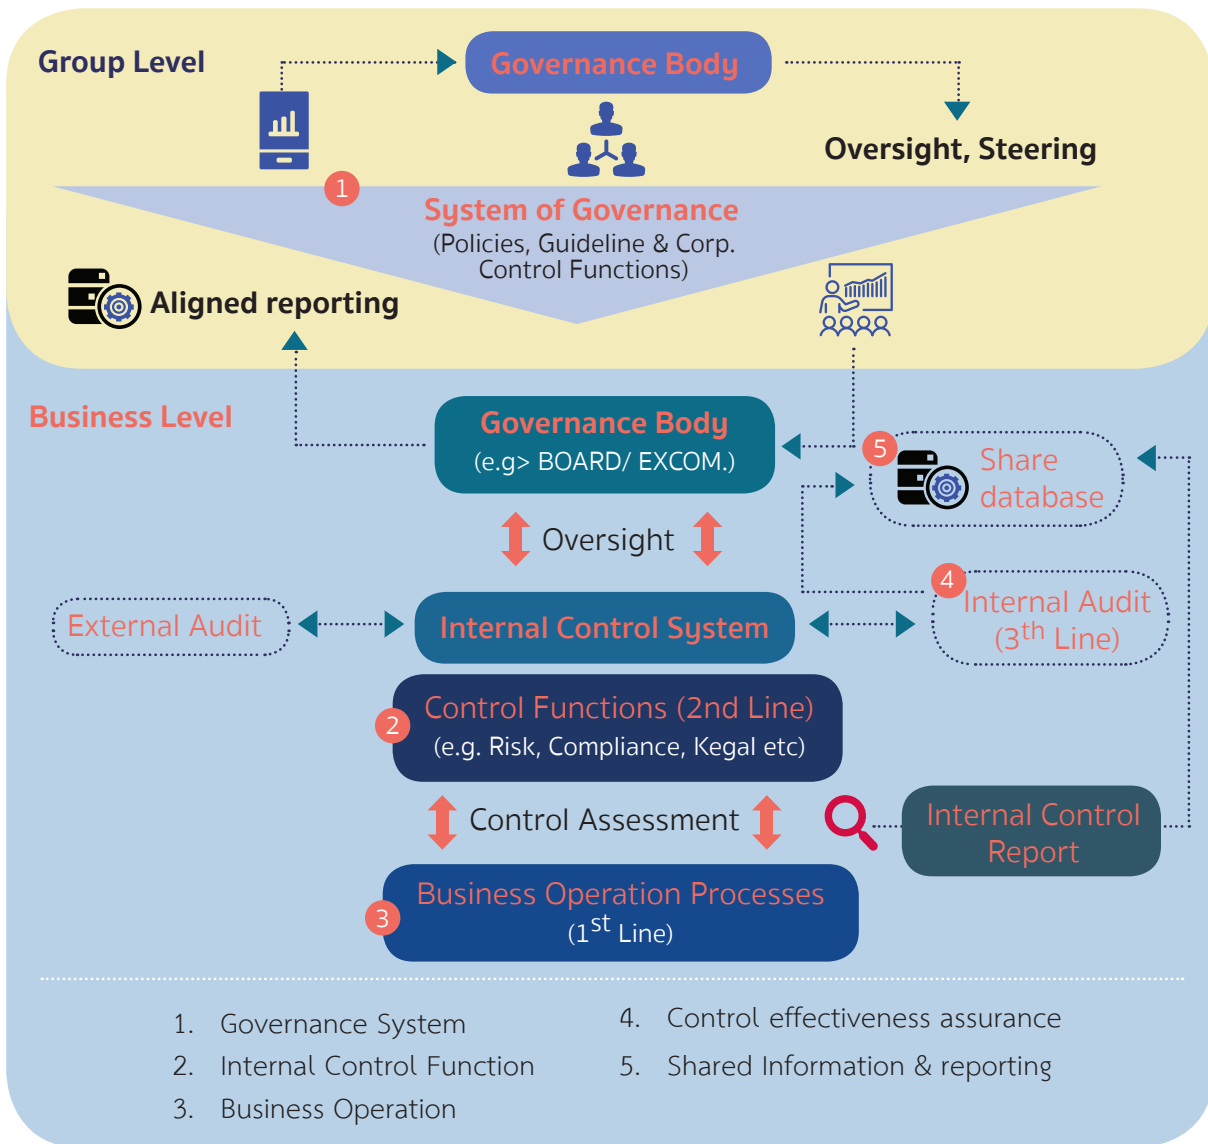 Group Level
Governance Body
Oversight, Steering
1
System of Governance
(Policies, Guideline & Corp.
Control Functions)
Aligned reporting
Business Level
Governance Body
(e.g> BOARD/ EXCOM.)
5
Share
database
Oversight
4
External Audit
Internal Control System
Internal Audit
(3th Line)
2
Control Functions (2nd Line)
(e.g. Risk, Compliance, Kegal etc)
Control Assessment
Internal Control
Report
3
Business Operation Processes
(1st Line)
1. Governance System
2. Internal Control Function
3. Business Operation
4. Control effectiveness assurance
5. Shared Information & reporting